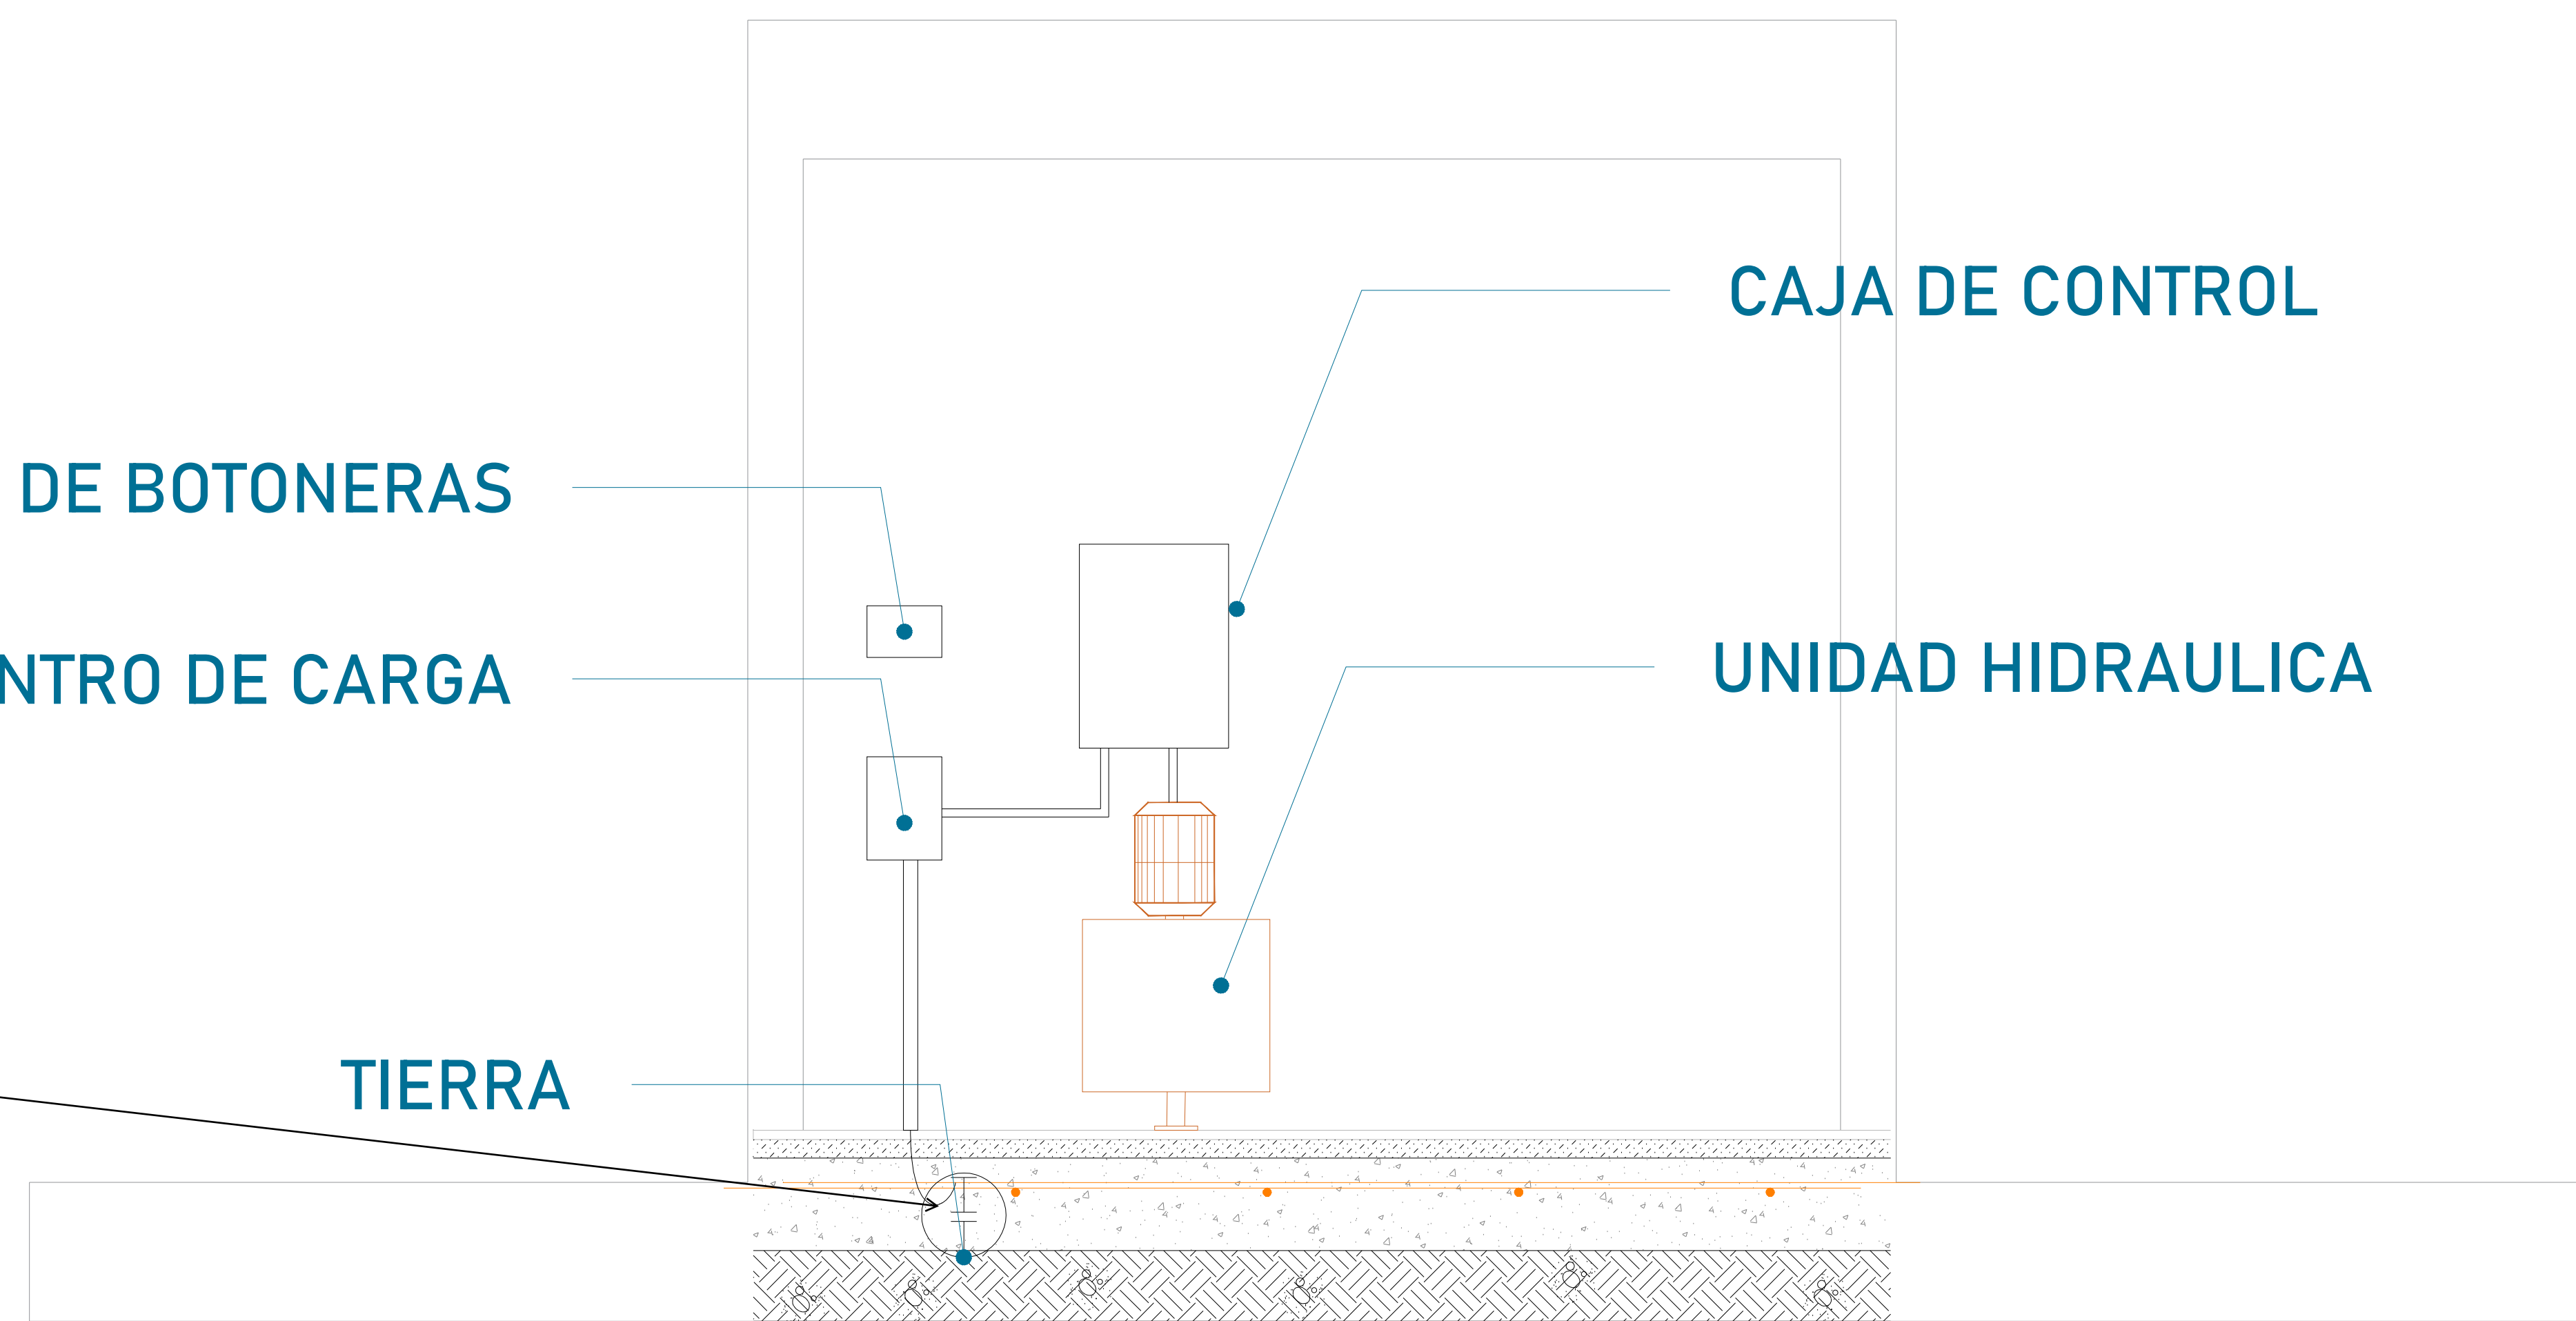 CAJA DE CONTROL
DE BOTONERAS
NTRO DE CARGA
UNIDAD HIDRAULICA
TIERRA